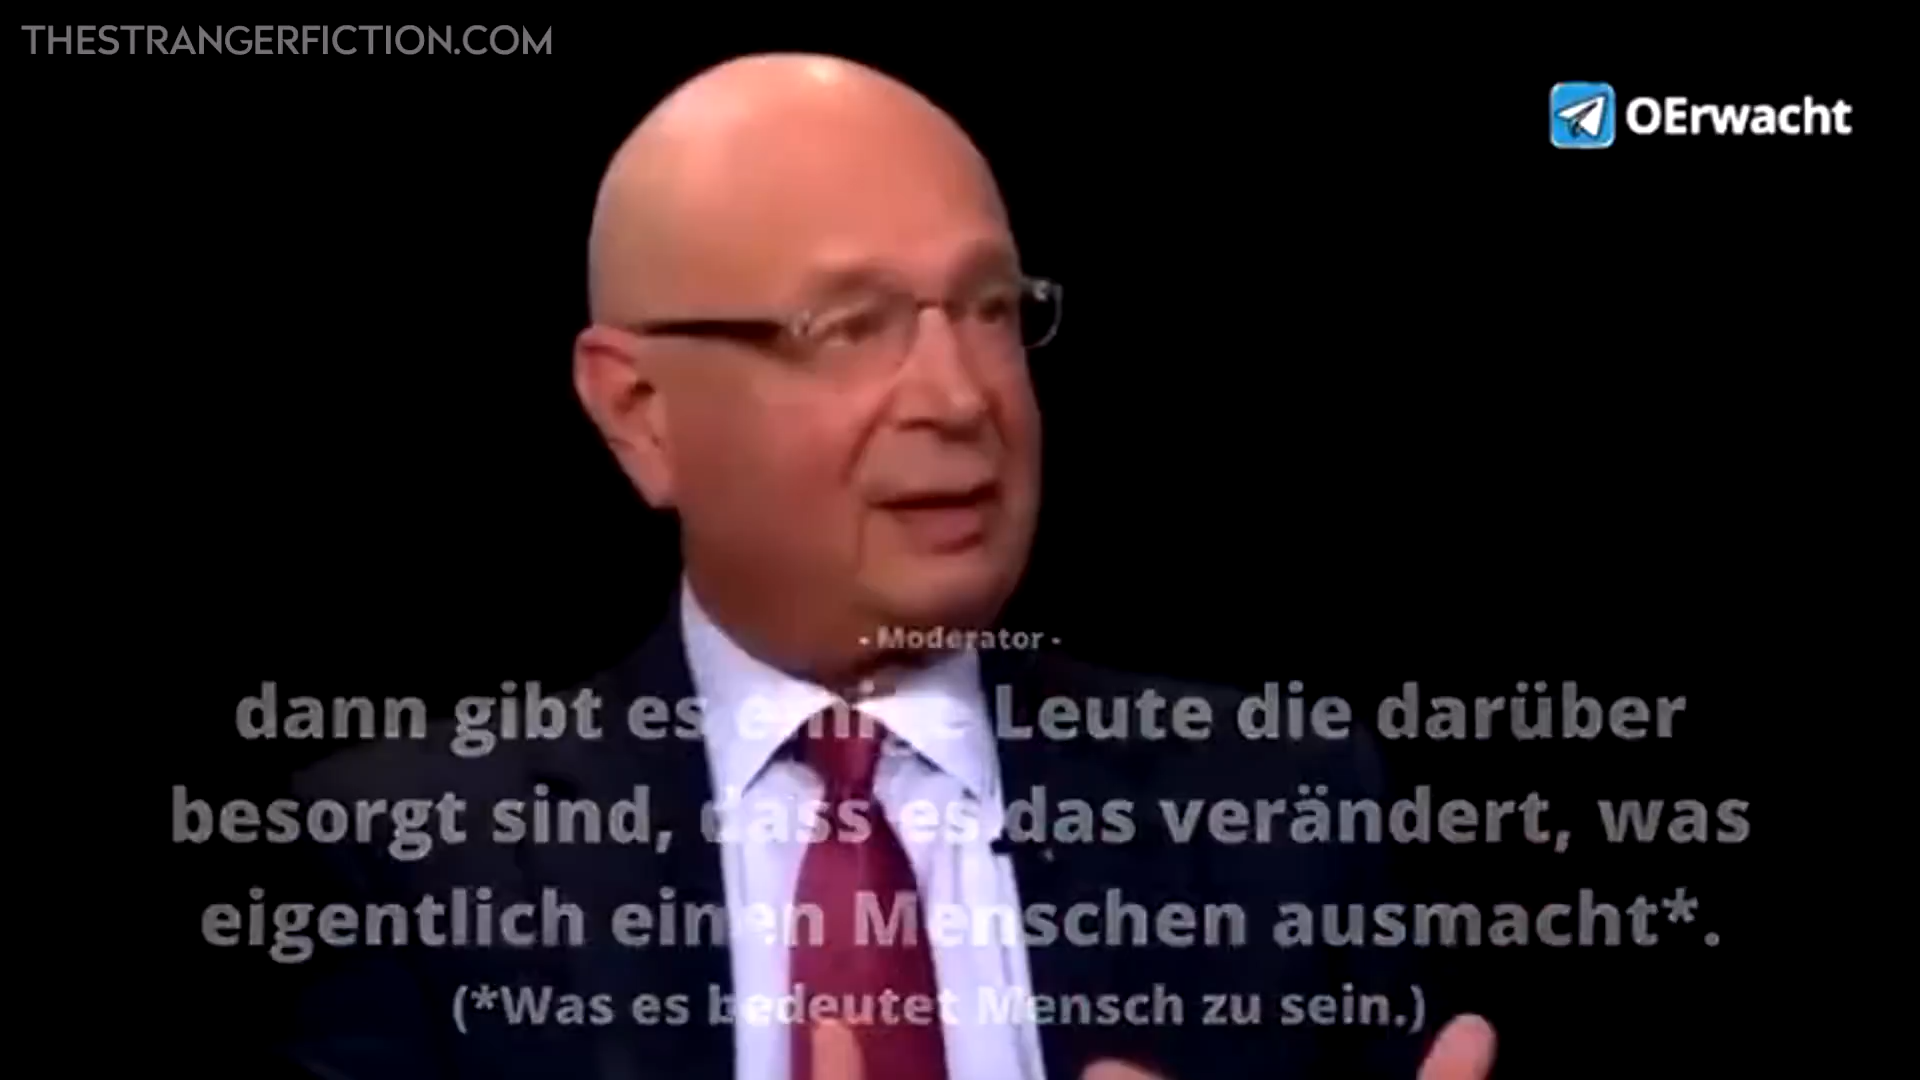 THESTRANGERFICTION.COM
OErwacht
- Moderator -
dann gibt es einige Leute die darüber
besorgt sind, dass es das verändert, was
eigentlich einen Menschen ausmacht*.
(*Was es bedeutet Mensch zu sein.)